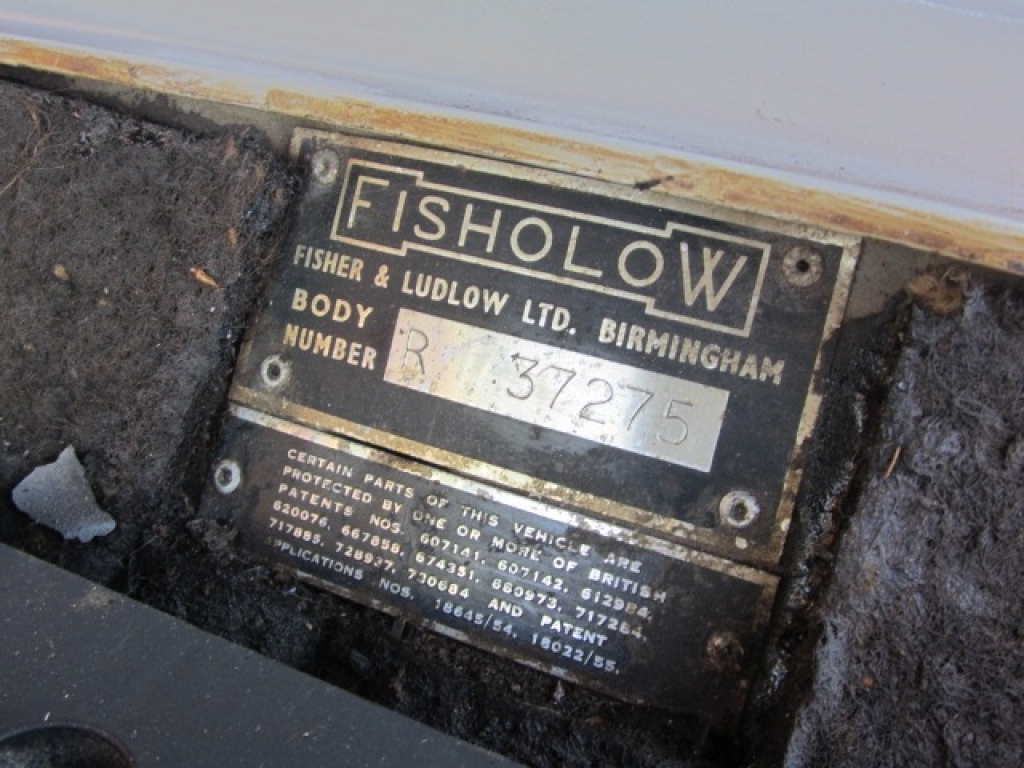 FISHOLOW
FISHER & LUDLOW LTD. BIRMINGHAM
BODY
NUMBER R 37275
CERTAIN PARTS OF THIS VEHICLE ARE
PROTECTED BY ONE OR MORE OF BRITISH
PATENTS NOS. 607141, 607142, 612984,
620076, 667858, 674351, 680973, 717284,
717885, 728937, 730684 AND PATENT
APPLICATIONS NOS. 18645/54, 18022/55.